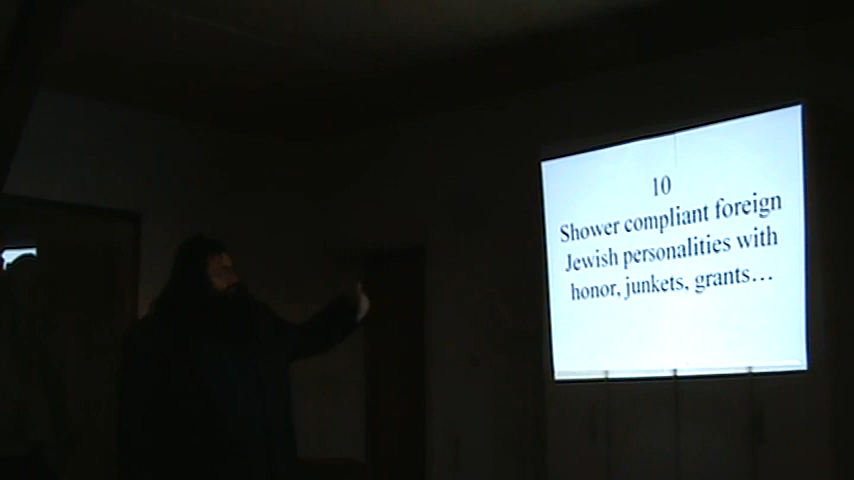 10
Shower compliant foreign
Jewish personalities with
honor, junkets, grants…